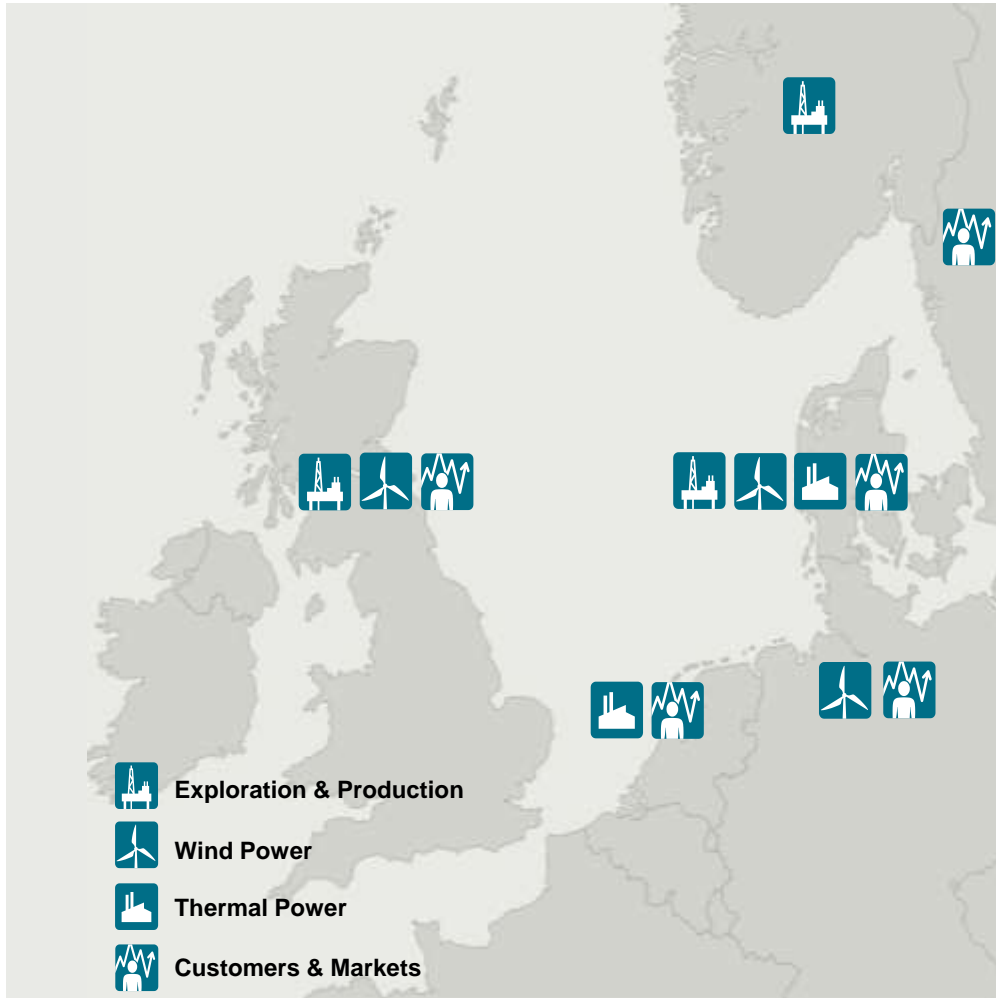 Exploration & Production
Wind Power
Thermal Power
Customers & Markets